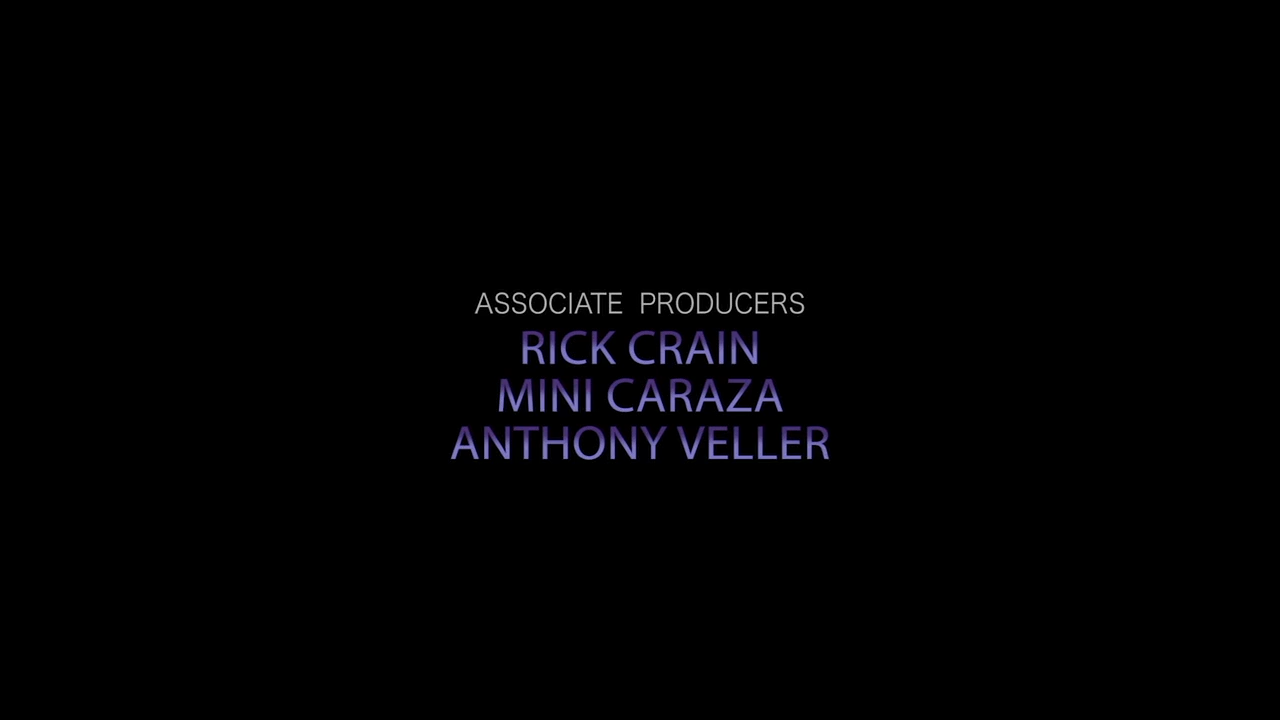 ASSOCIATE PRODUCERS
RICK CRAIN
MINI CARAZA
ANTHONY VELLER